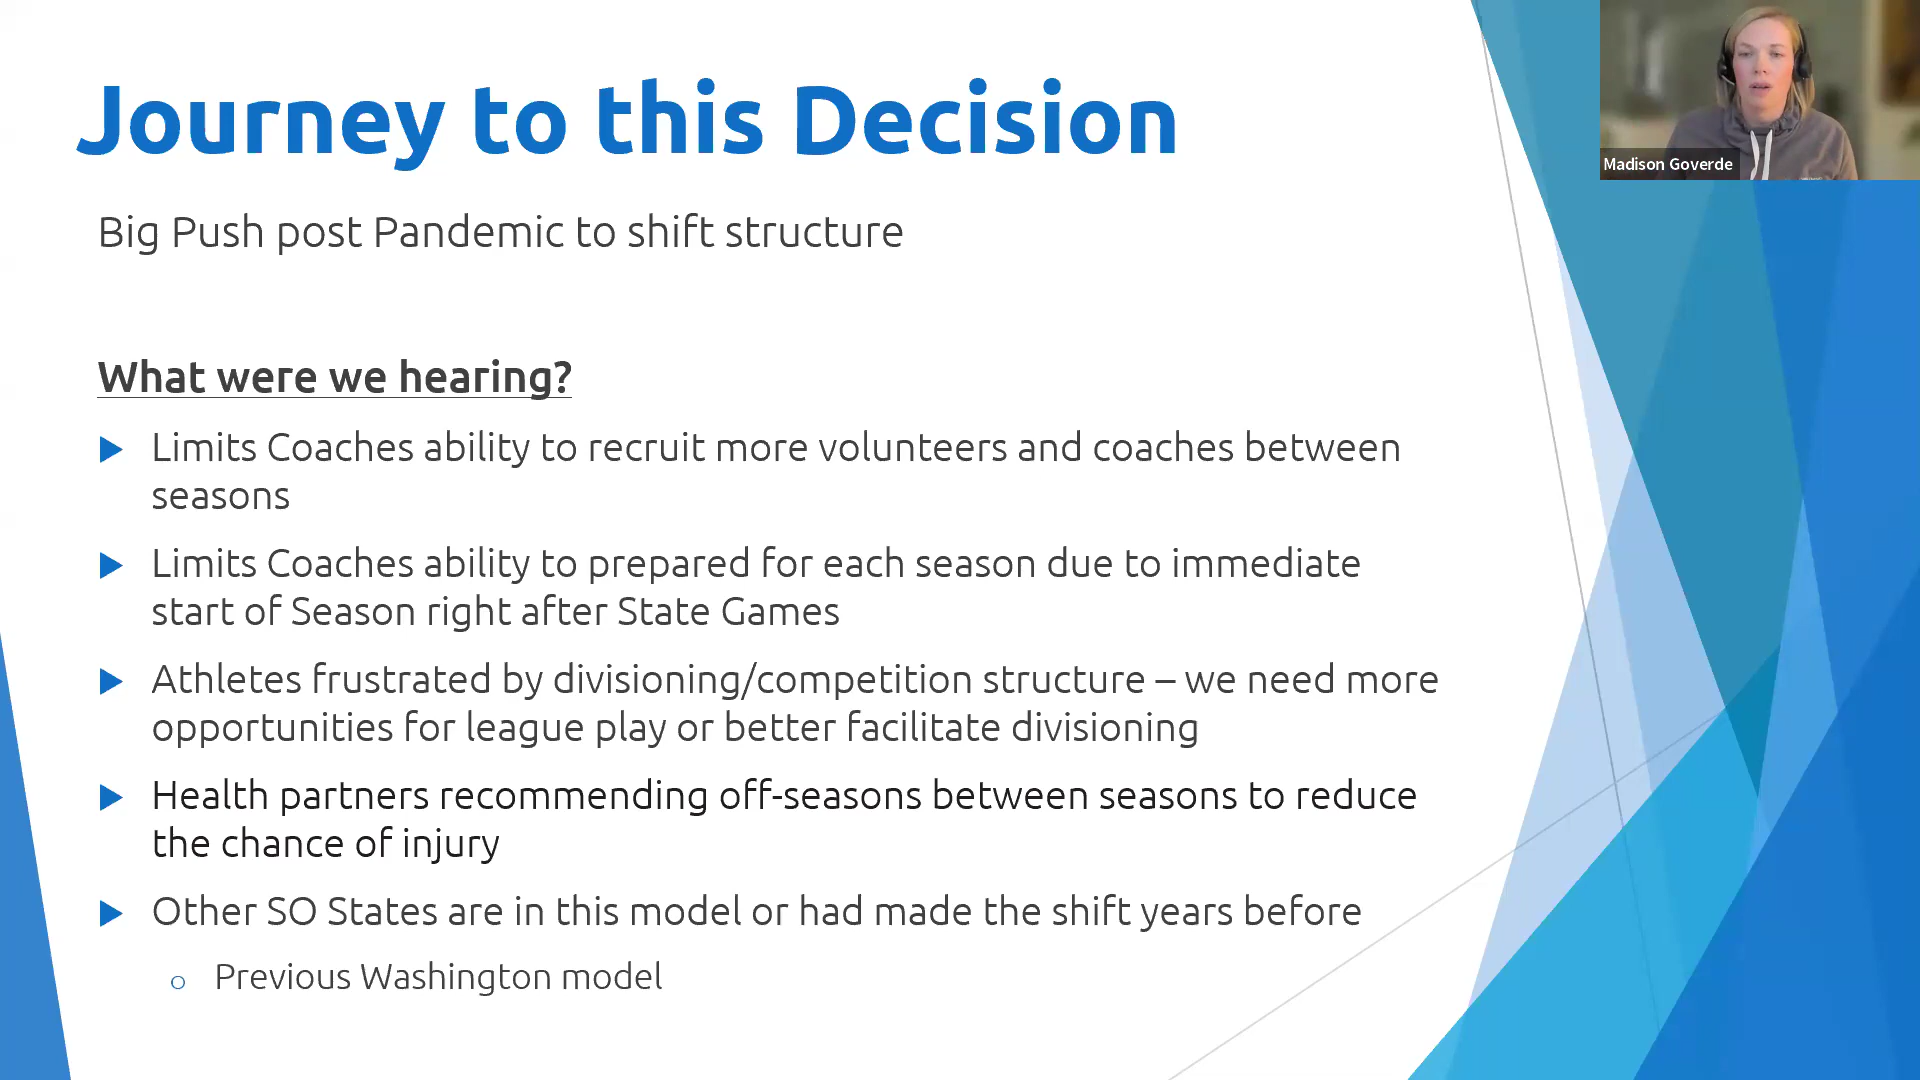 Journey to this Decision
Madison Goverde
Big Push post Pandemic to shift structure
What were we hearing?
Limits Coaches ability to recruit more volunteers and coaches between
seasons
Limits Coaches ability to prepared for each season due to immediate
start of Season right after State Games
Athletes frustrated by divisioning/competition structure – we need more
opportunities for league play or better facilitate divisioning
Health partners recommending off-seasons between seasons to reduce
the chance of injury
Other SO States are in this model or had made the shift years before
Previous Washington model